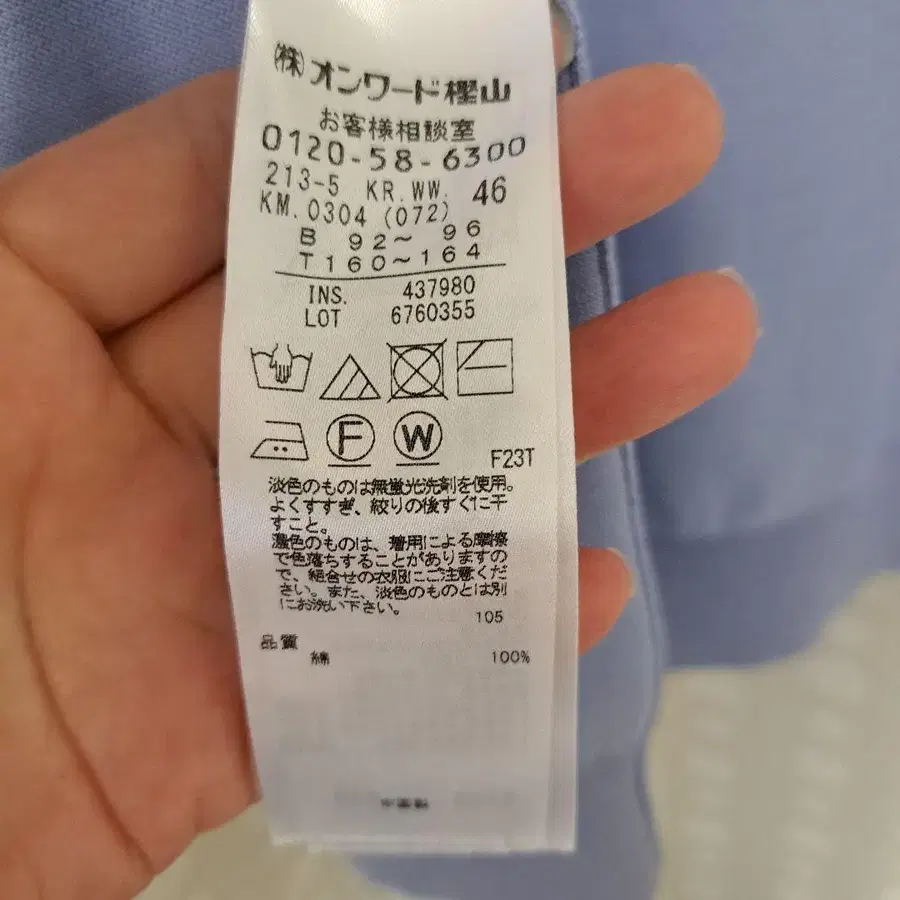 ㈱オンワード樫山
お客様相談室
0120-58-6300
213-5 KR.WW. 46
KM.0304 (072)
B 92～ 96
T160～164
INS. 437980
LOT 6760355
F W F23T
淡色のものは無蛍光洗剤を使用。
よくすすぎ、絞りの後すぐに干
すこと。
濃色のものは、着用による摩擦
で色落ちすることがありますの
で、組合せの衣服にご注意くだ
さい。また、淡色のものとは別
にお洗い下さい。
105
品質
綿 100%